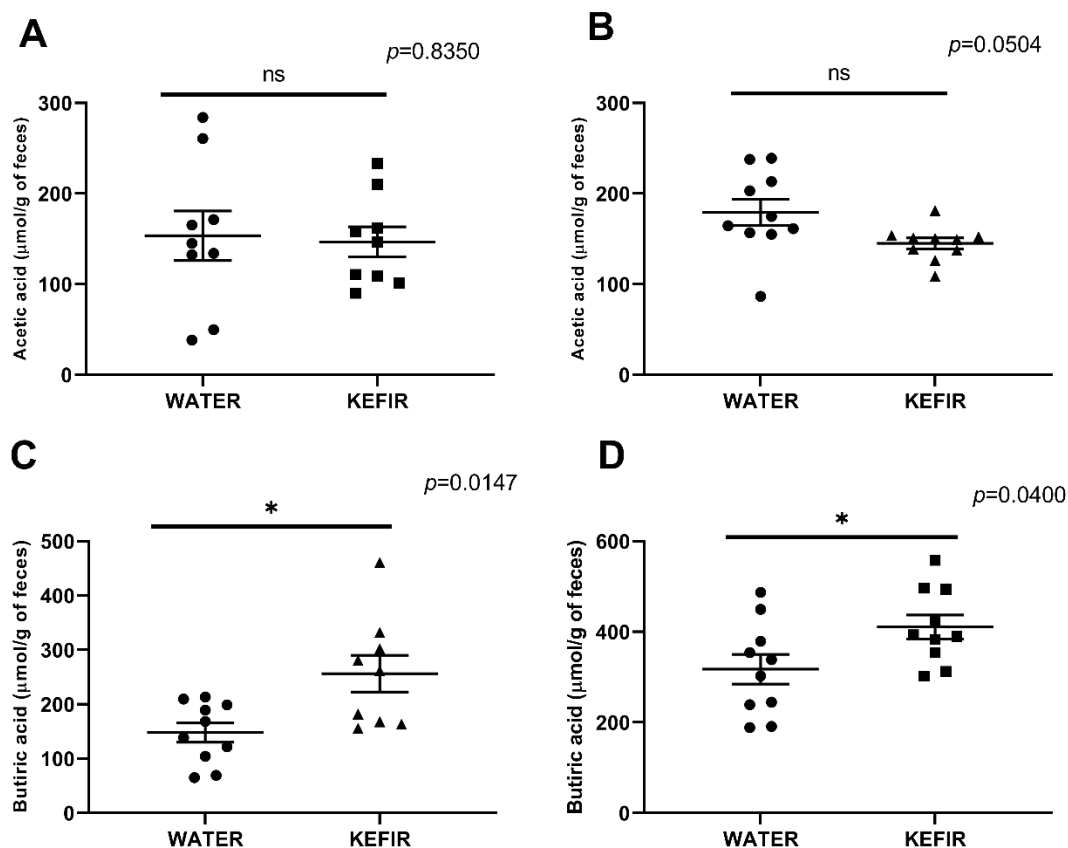 A
p=0.8350
ns
300
200
100
0
Acetic acid (μmol/g of feces)
WATER
KEFIR
B
p=0.0504
ns
300
200
100
0
Acetic acid (μmol/g of feces)
WATER
KEFIR
C
p=0.0147
*
500
400
300
200
100
0
Butiric acid (μmol/g of feces)
WATER
KEFIR
D
p=0.0400
*
600
400
200
0
Butiric acid (μmol/g of feces)
WATER
KEFIR